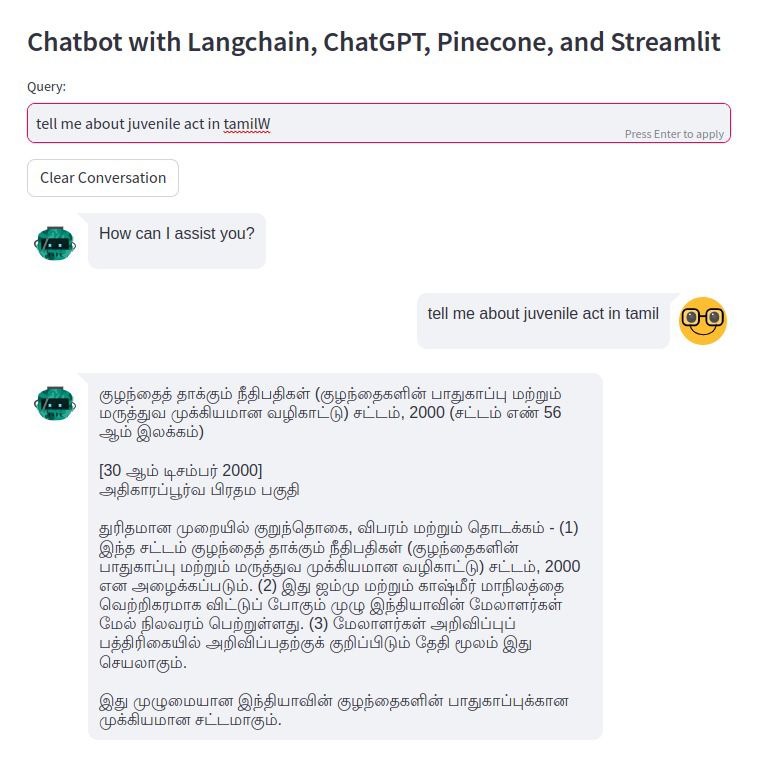 Chatbot with Langchain, ChatGPT, Pinecone, and Streamlit
Query:
tell me about juvenile act in tamilW
Press Enter to apply
Clear Conversation
How can I assist you?
tell me about juvenile act in tamil
குழந்தைத் தாக்கும் நீதிபதிகள் (குழந்தைகளின் பாதுகாப்பு மற்றும்
மருத்துவ முக்கியமான வழிகாட்டு) சட்டம், 2000 (சட்டம் எண் 56
ஆம் இலக்கம்)
[30 ஆம் டிசம்பர் 2000]
அதிகாரப்பூர்வ பிரதம பகுதி
துரிதமான முறையில் குறுந்தொகை, விபரம் மற்றும் தொடக்கம் - (1)
இந்த சட்டம் குழந்தைத் தாக்கும் நீதிபதிகள் (குழந்தைகளின்
பாதுகாப்பு மற்றும் மருத்துவ முக்கியமான வழிகாட்டு) சட்டம், 2000
என அழைக்கப்படும். (2) இது ஜம்மு மற்றும் காஷ்மீர் மாநிலத்தை
வெற்றிகரமாக விட்டுப் போகும் முழு இந்தியாவின் மேலாளர்கள்
மேல் நிலவரம் பெற்றுள்ளது. (3) மேலாளர்கள் அறிவிப்புப்
பத்திரிகையில் அறிவிப்பதற்குக் குறிப்பிடும் தேதி மூலம் இது
செயலாகும்.
இது முழுமையான இந்தியாவின் குழந்தைகளின் பாதுகாப்புக்கான
முக்கியமான சட்டமாகும்.